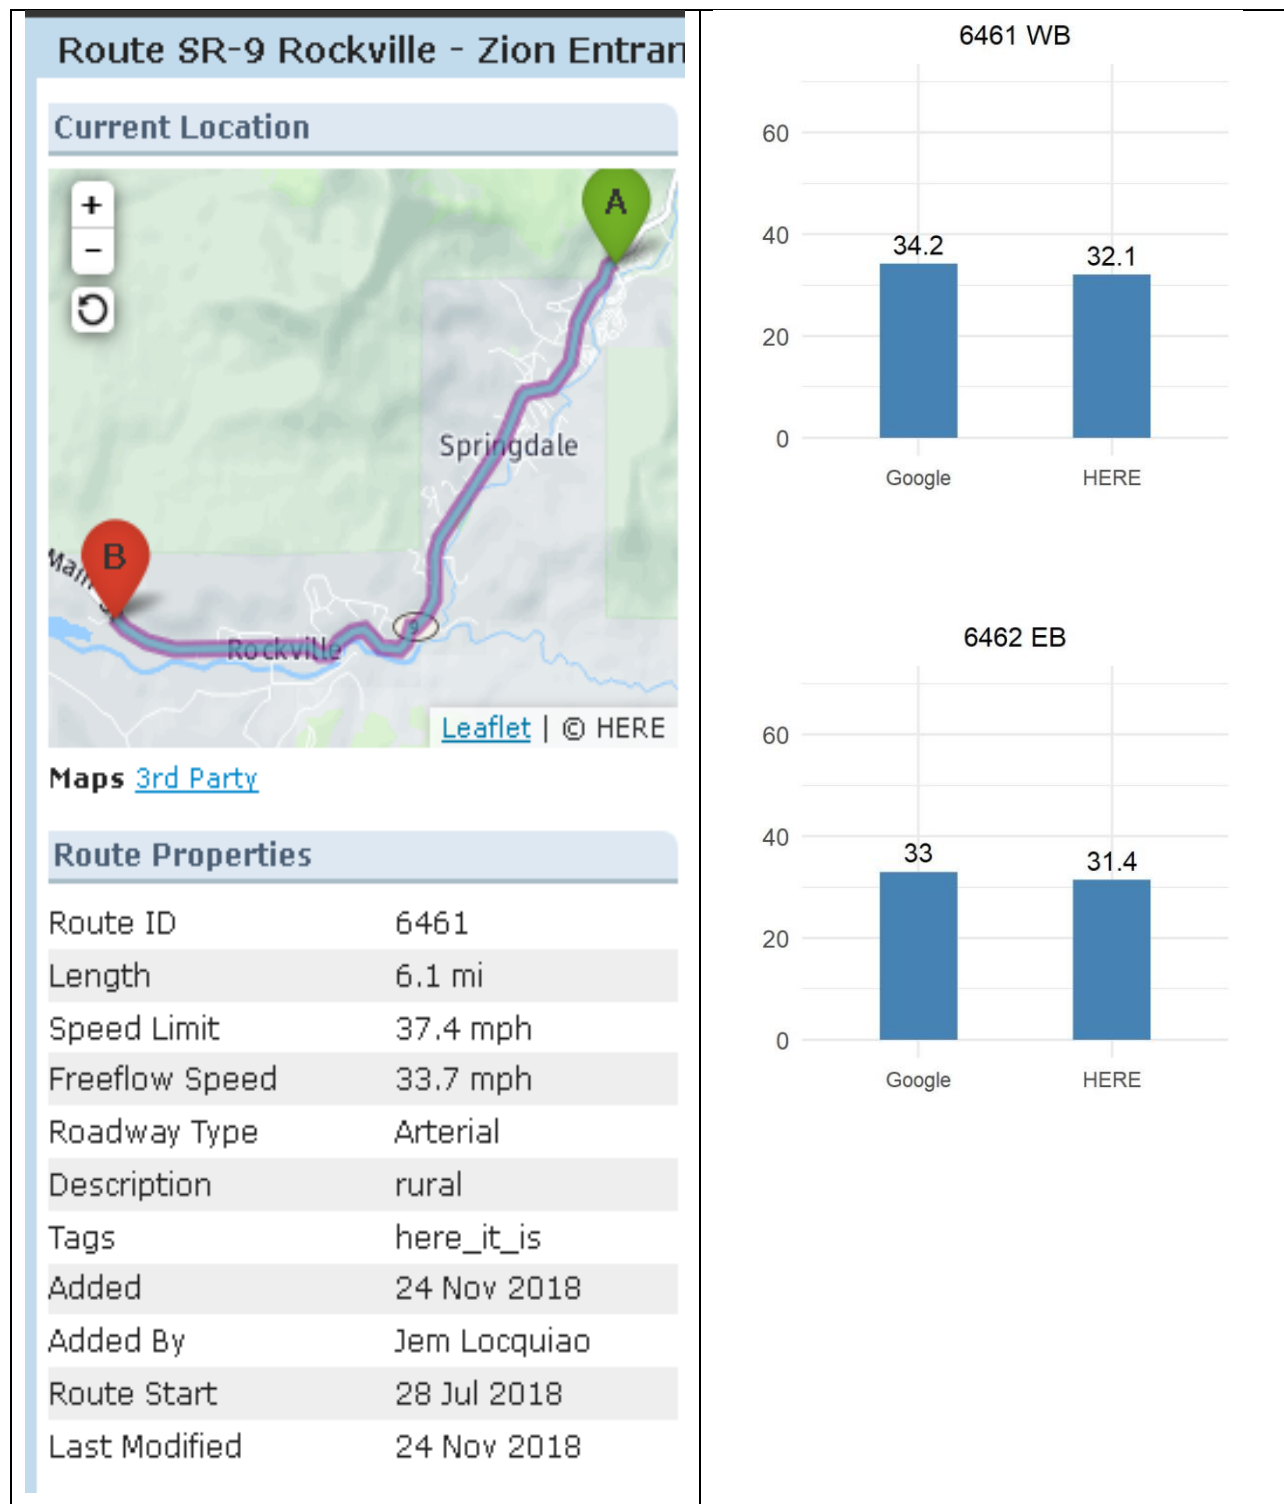 Route SR-9 Rockville - Zion Entran
Current Location
+
−
A
Springdale
B
Main
9
Rockville
Leaflet | © HERE
Maps 3rd Party
Route Properties
Route ID 6461
Length 6.1 mi
Speed Limit 37.4 mph
Freeflow Speed 33.7 mph
Roadway Type Arterial
Description rural
Tags here_it_is
Added 24 Nov 2018
Added By Jem Locquiao
Route Start 28 Jul 2018
Last Modified 24 Nov 2018
6461 WB
60
40
20
0
34.2
32.1
Google HERE
6462 EB
60
40
20
0
33
31.4
Google HERE